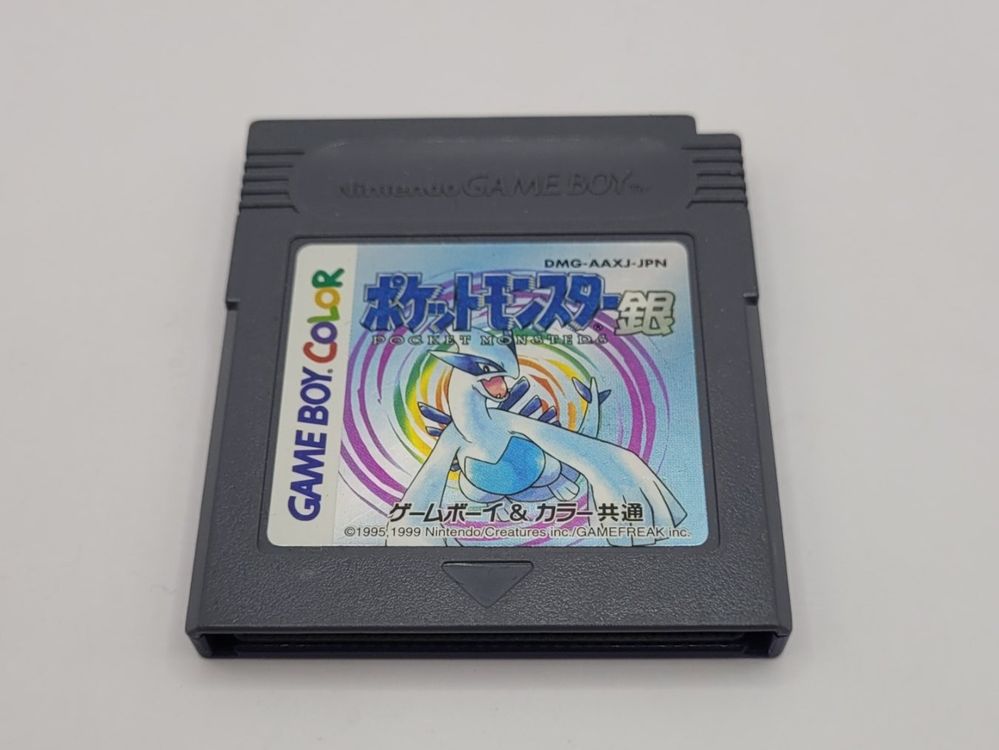 Nintendo GAME BOY™
DMG-AAXJ-JPN
ポケットモンスター銀
POCKET MONSTERS
GAME BOY COLOR
ゲームボーイ & カラー共通
©1995,1999 Nintendo/Creatures inc./GAMEFREAK inc.